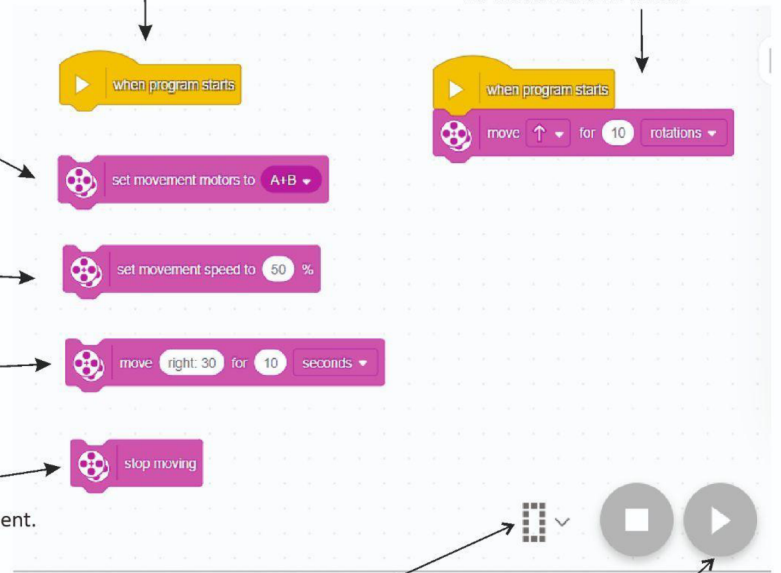 when program starts
when program starts
move for 10 rotations
set movement motors to A+B
set movement speed to 50 %
move right: 30 for 10 seconds
stop moving
ent.